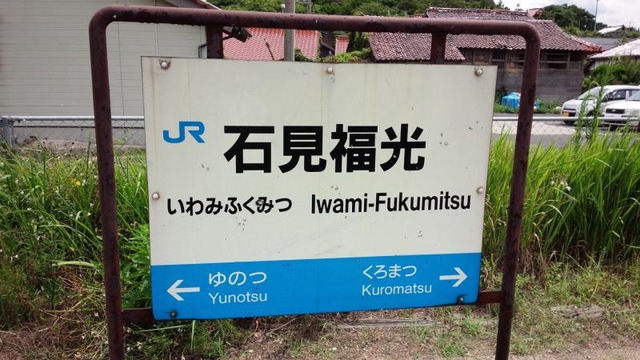 JR 石見福光
いわみふくみつ Iwami-Fukumitsu
← ゆのつ くろまつ →
Yunotsu Kuromatsu